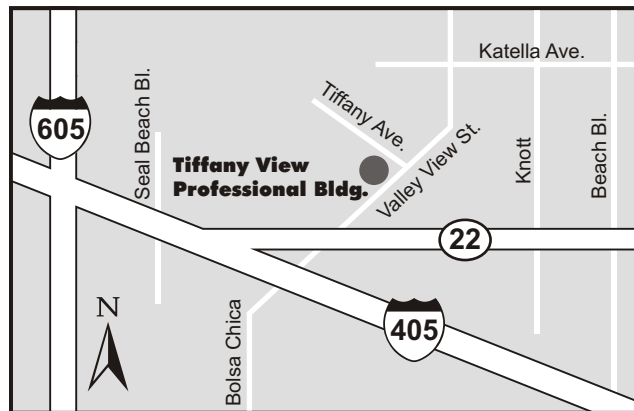 Katella Ave.
605
Seal Beach Bl.
Tiffany Ave.
Valley View St.
Knott
Beach Bl.
Tiffany View
Professional Bldg.
22
N
Bolsa Chica
405